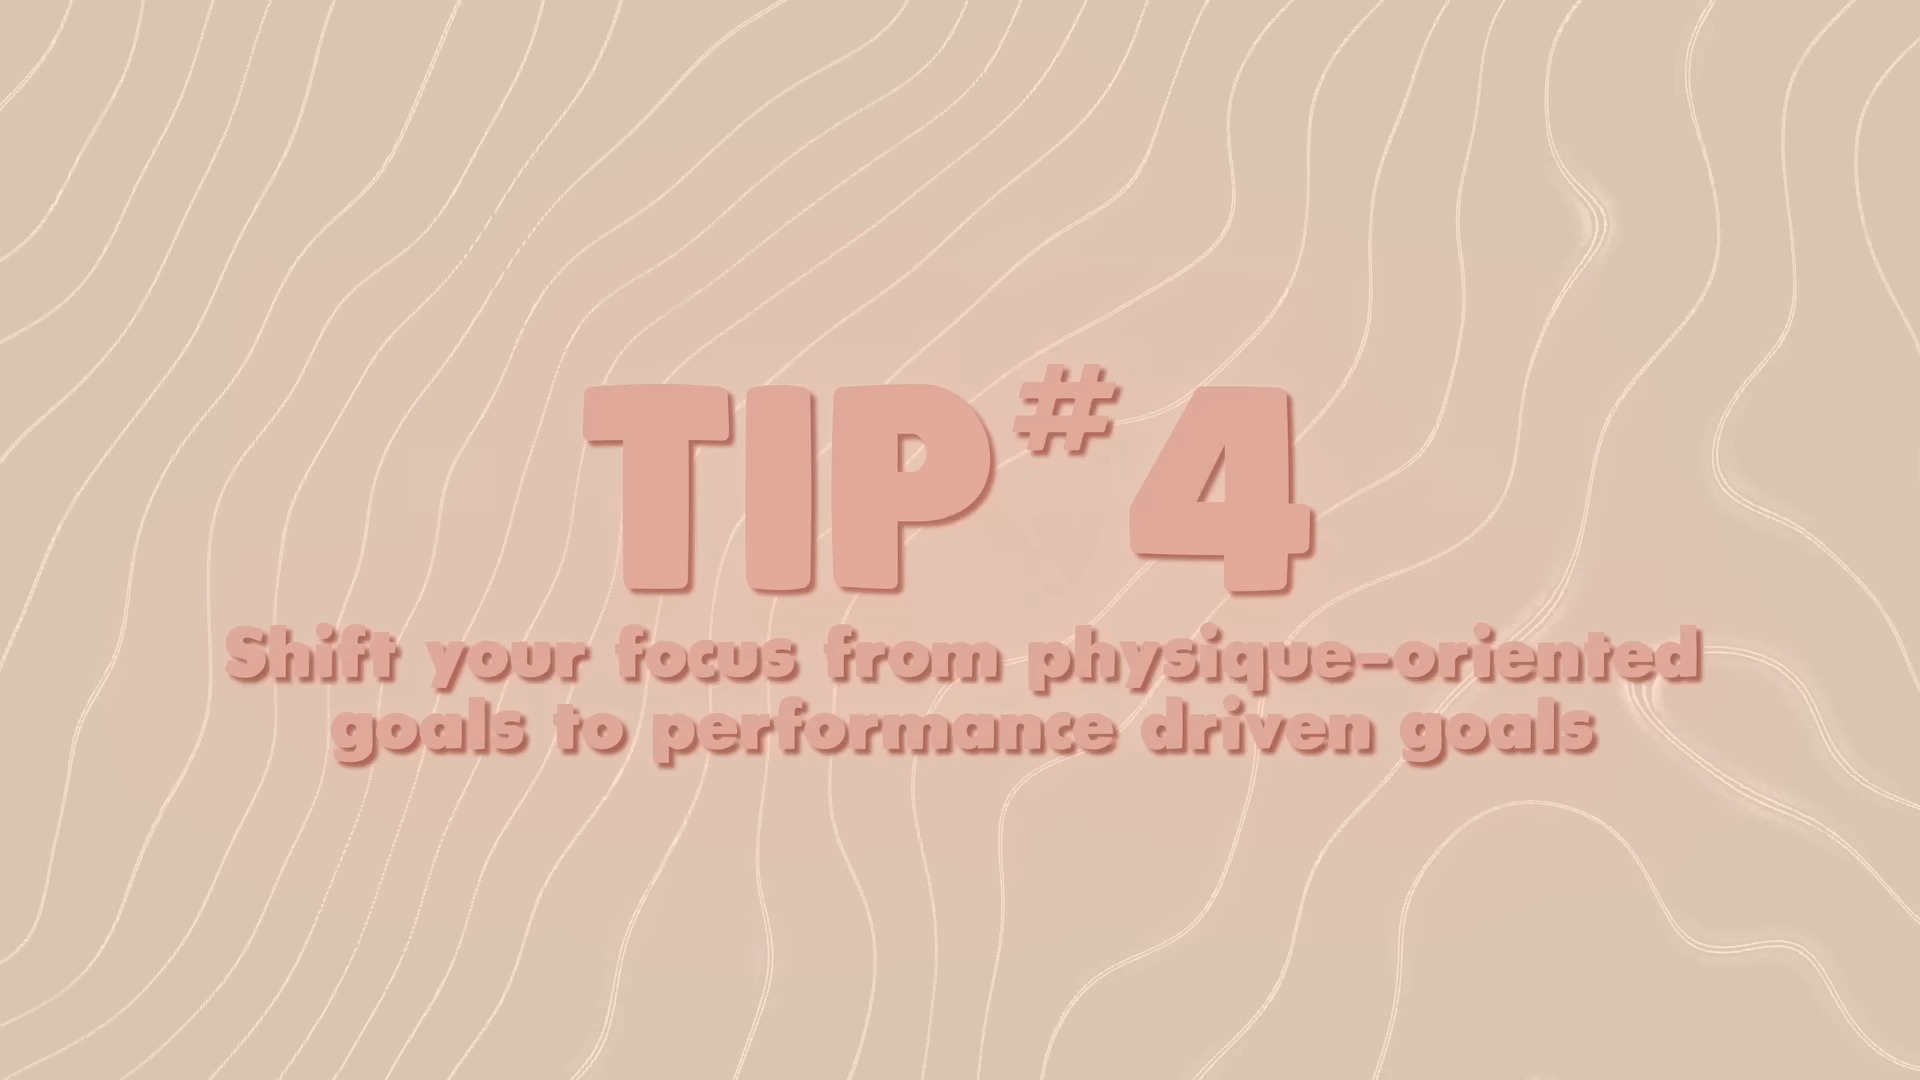 TIP #4
Shift your focus from physique-oriented
goals to performance driven goals